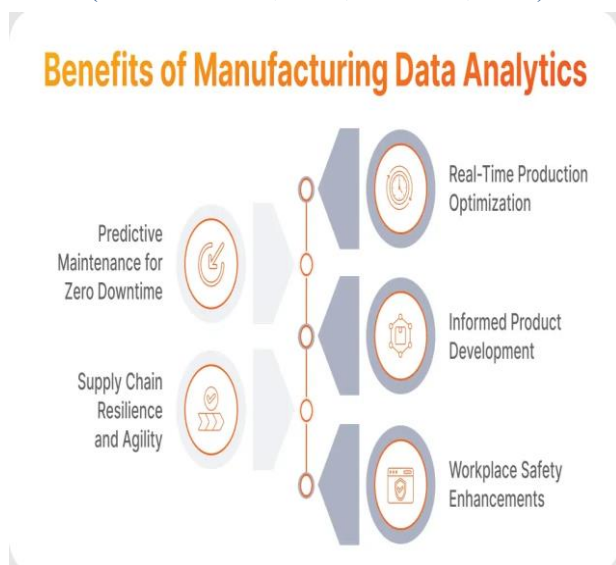 Benefits of Manufacturing Data Analytics
Real-Time Production
Optimization
Predictive
Maintenance for
Zero Downtime
Informed Product
Development
Supply Chain
Resilience
and Agility
Workplace Safety
Enhancements